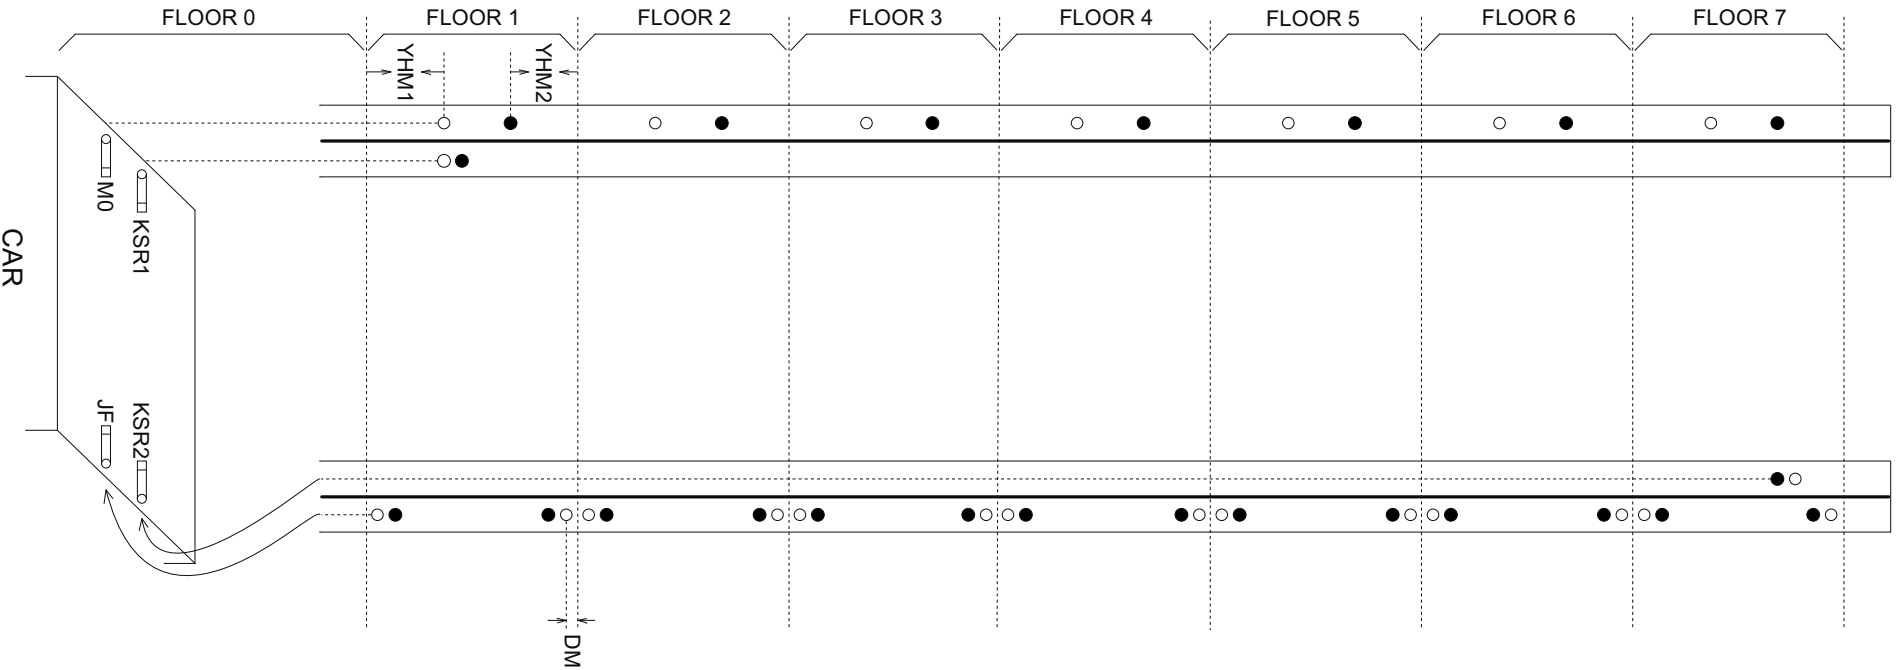 FLOOR 0
FLOOR 1
FLOOR 2
FLOOR 3
FLOOR 4
FLOOR 5
FLOOR 6
FLOOR 7
YHM1
YHM2
M0
KSR1
CAR
JF
KSR2
DM